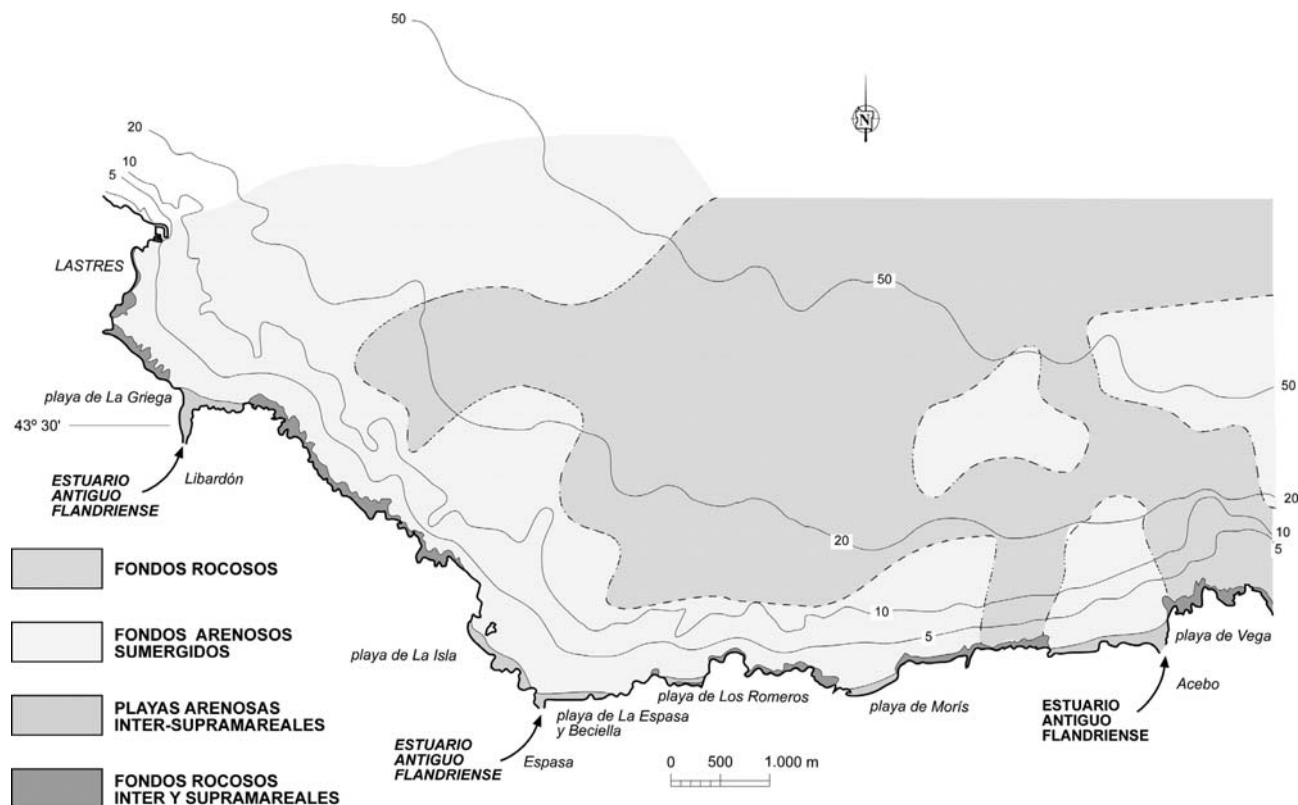 50
N
20
10
5
LASTRES
50
50
playa de La Griega
43º 30'
Libardón
ESTUARIO
ANTIGUO
FLANDRIENSE
20
20
10
5
10
5
FONDOS ROCOSOS
FONDOS ARENOSOS
SUMERGIDOS
PLAYAS ARENOSAS
INTER-SUPRAMAREALES
FONDOS ROCOSOS
INTER Y SUPRAMAREALES
playa de La Isla
playa de La Espasa
y Beciella
Espasa
ESTUARIO
ANTIGUO
FLANDRIENSE
playa de Los Romeros
playa de Morís
playa de Vega
Acebo
ESTUARIO
ANTIGUO
FLANDRIENSE
0 500 1.000 m